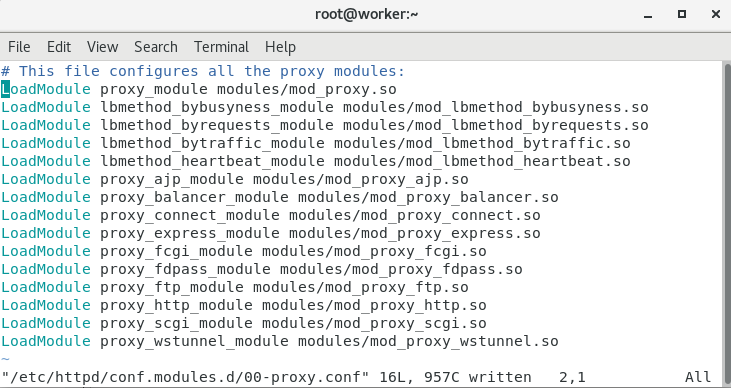 root@worker:~
File Edit View Search Terminal Help
# This file configures all the proxy modules:
LoadModule proxy_module modules/mod_proxy.so
LoadModule lbmethod_bybusyness_module modules/mod_lbmethod_bybusyness.so
LoadModule lbmethod_byrequests_module modules/mod_lbmethod_byrequests.so
LoadModule lbmethod_bytraffic_module modules/mod_lbmethod_bytraffic.so
LoadModule lbmethod_heartbeat_module modules/mod_lbmethod_heartbeat.so
LoadModule proxy_ajp_module modules/mod_proxy_ajp.so
LoadModule proxy_balancer_module modules/mod_proxy_balancer.so
LoadModule proxy_connect_module modules/mod_proxy_connect.so
LoadModule proxy_express_module modules/mod_proxy_express.so
LoadModule proxy_fcgi_module modules/mod_proxy_fcgi.so
LoadModule proxy_fdpass_module modules/mod_proxy_fdpass.so
LoadModule proxy_ftp_module modules/mod_proxy_ftp.so
LoadModule proxy_http_module modules/mod_proxy_http.so
LoadModule proxy_scgi_module modules/mod_proxy_scgi.so
LoadModule proxy_wstunnel_module modules/mod_proxy_wstunnel.so
~
"/etc/httpd/conf.modules.d/00-proxy.conf" 16L, 957C written 2,1 All